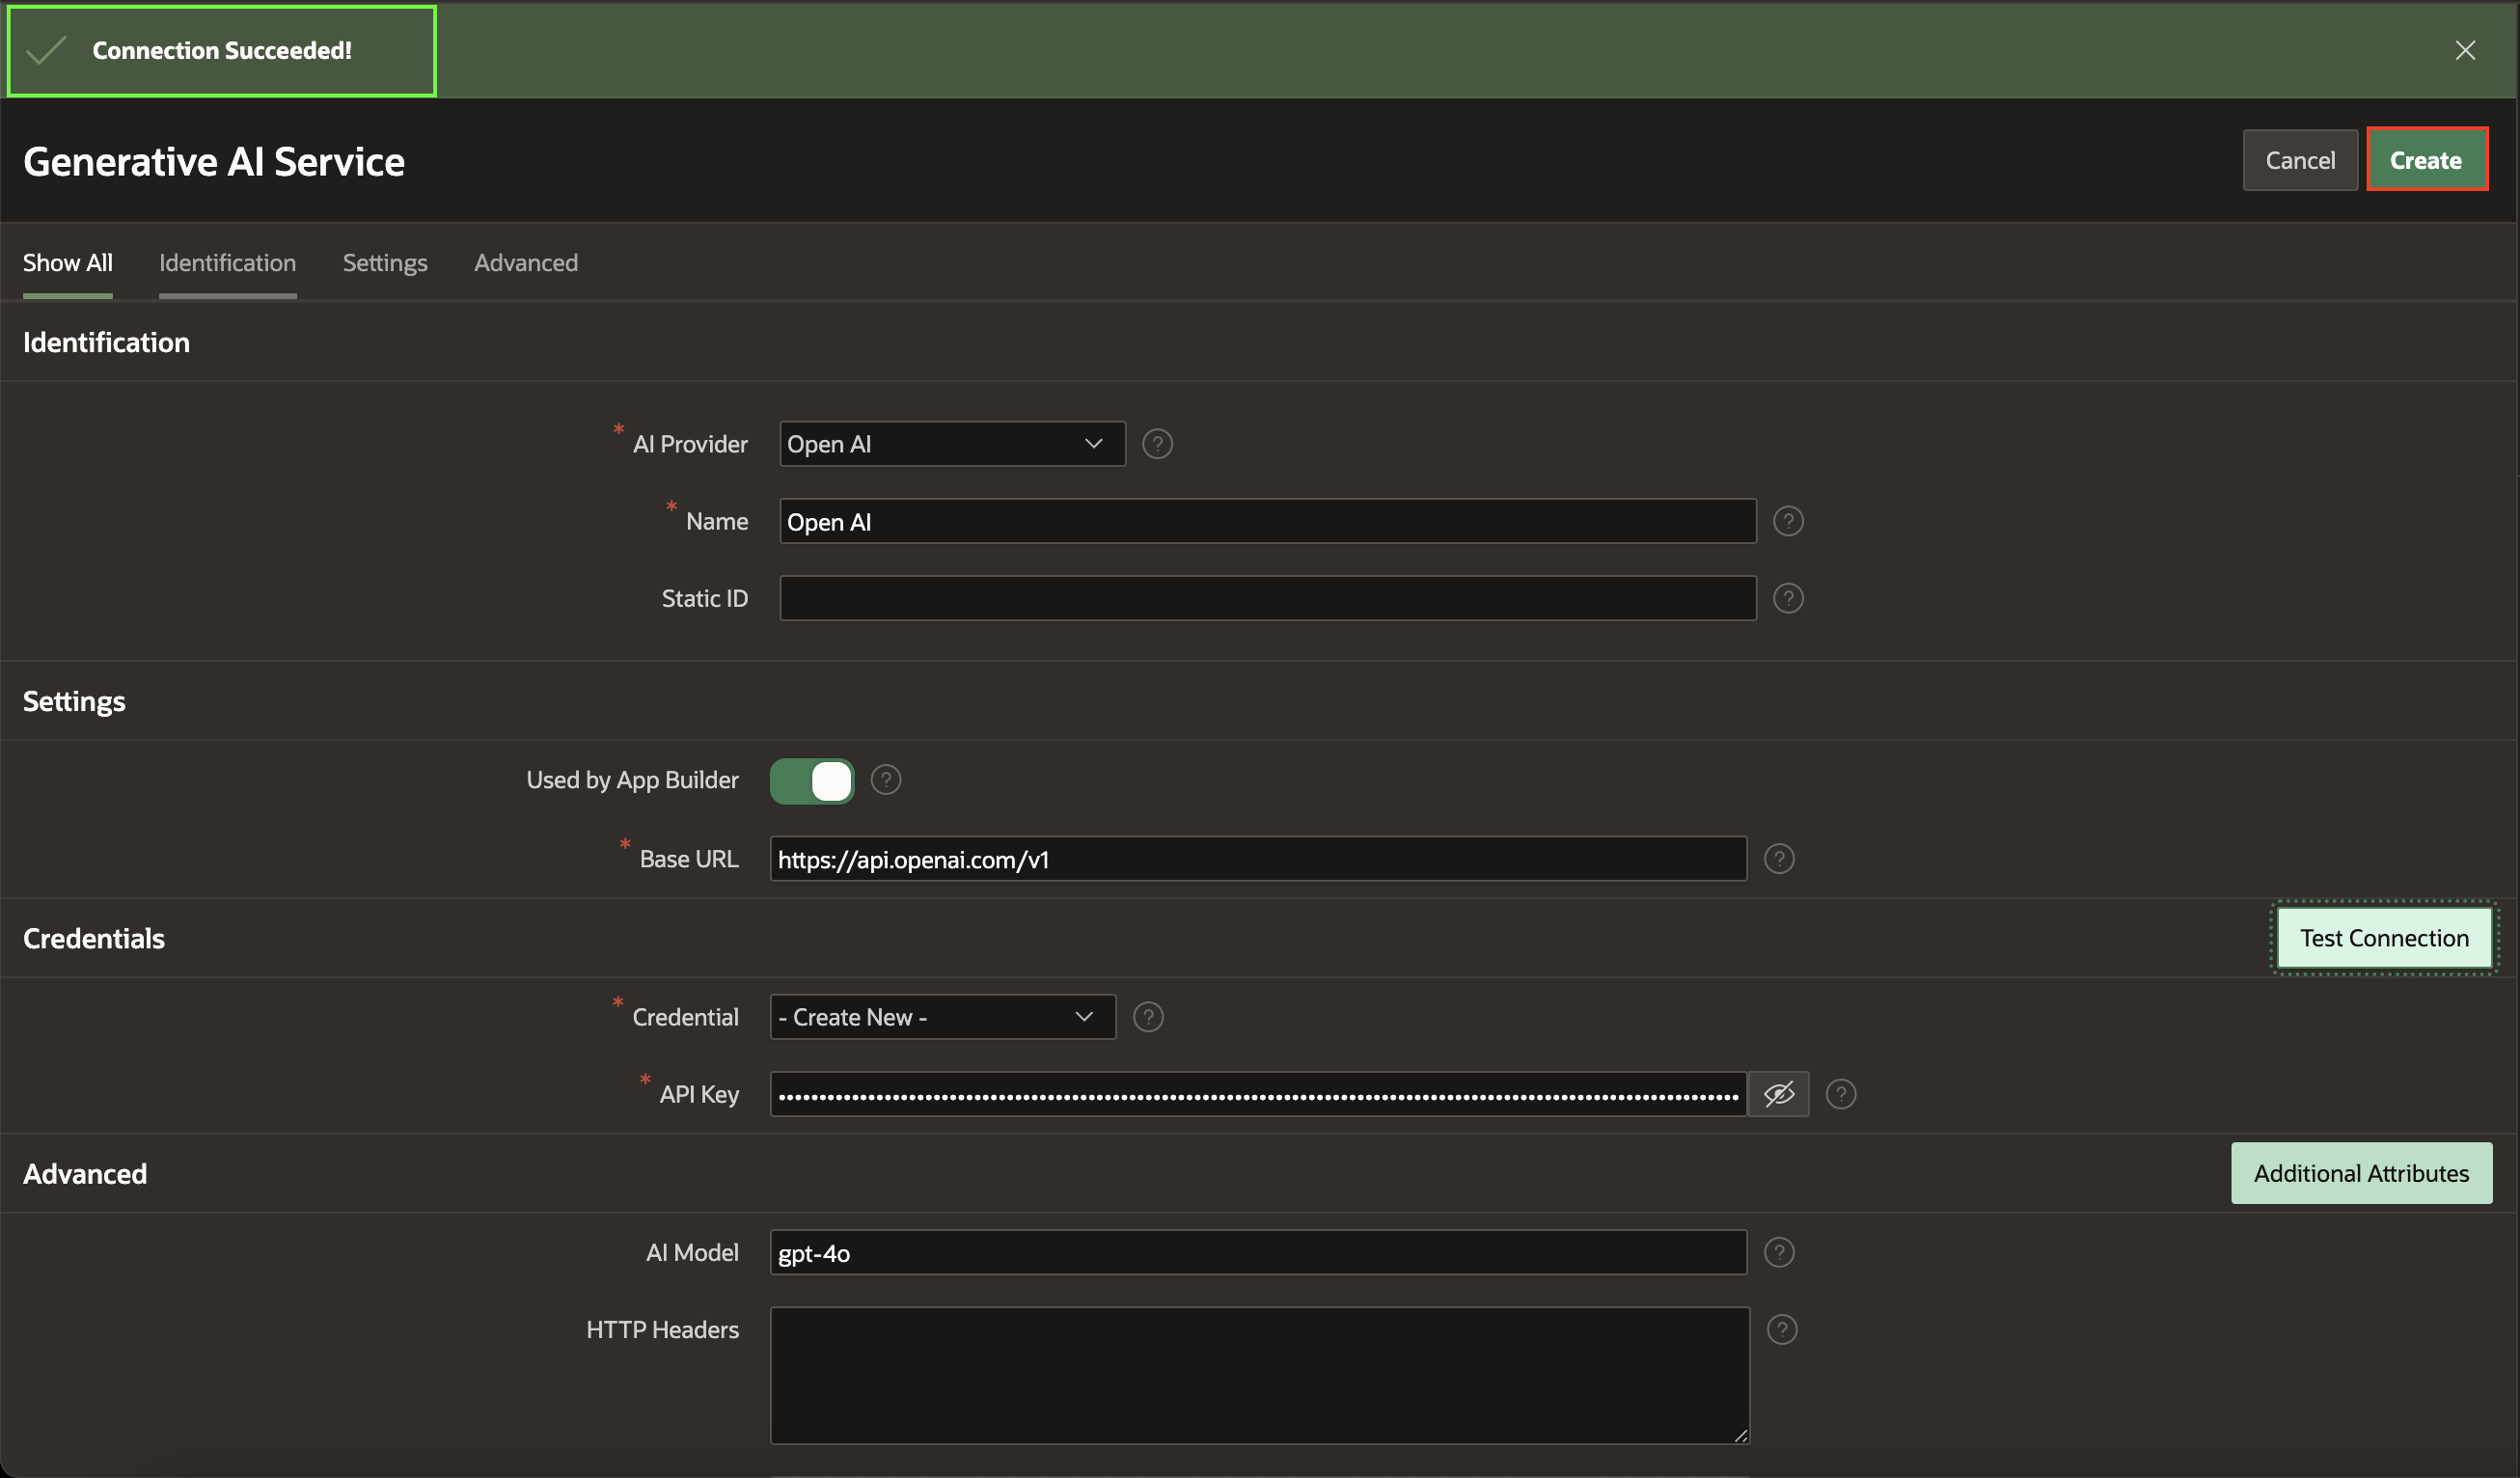 Connection Succeeded!
Generative AI Service
Cancel
Create
Show All
Identification
Settings
Advanced
Identification
* AI Provider
Open AI
?
* Name
Open AI
?
Static ID
?
Settings
Used by App Builder
?
* Base URL
https://api.openai.com/v1
?
Credentials
Test Connection
* Credential
- Create New -
?
* API Key
?
Advanced
Additional Attributes
AI Model
gpt-4o
?
HTTP Headers
?